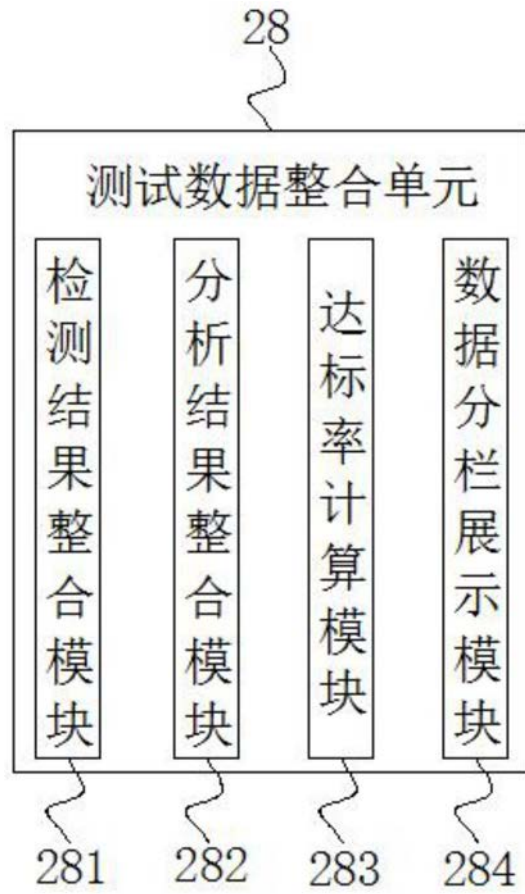 28
测试数据整合单元
检测结果整合模块
分析结果整合模块
达标率计算模块
数据分栏展示模块
281
282
283
284